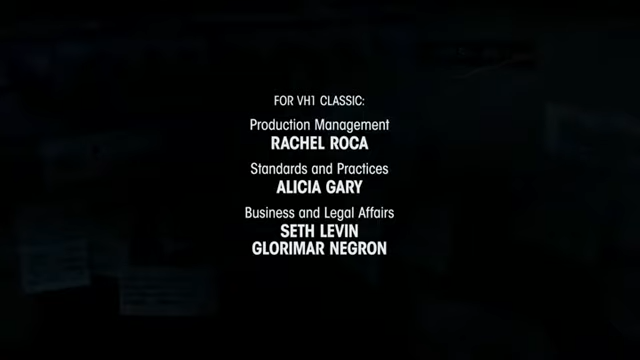 FOR VH1 CLASSIC:
Production Management
RACHEL ROCA
Standards and Practices
ALICIA GARY
Business and Legal Affairs
SETH LEVIN
GLORIMAR NEGRON